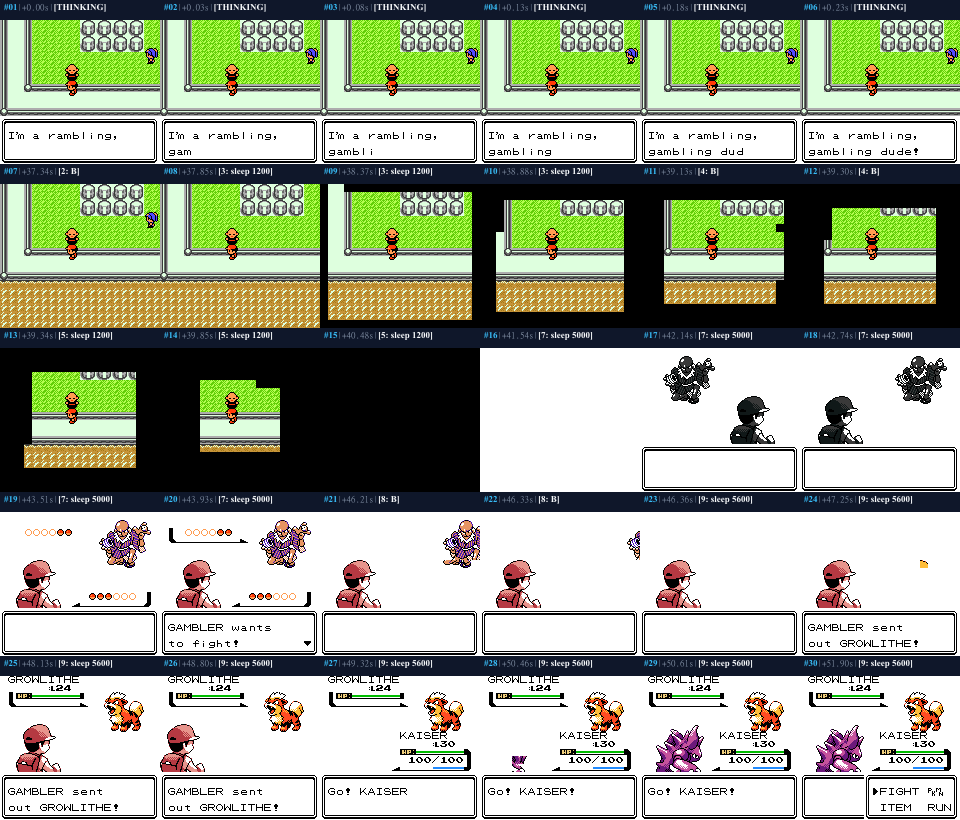 #01|+0.00s| [THINKING]
#02|+0.03s| [THINKING]
#03|+0.08s| [THINKING]
#04|+0.13s| [THINKING]
#05|+0.18s| [THINKING]
#06|+0.23s| [THINKING]
I'm a rambling,
I'm a rambling,
gam
I'm a rambling,
gambli
I'm a rambling,
gambling
I'm a rambling,
gambling dud
I'm a rambling,
gambling dude!
#07|+37.34s| [2: B]
#08|+37.85s| [3: sleep 1200]
#09|+38.37s| [3: sleep 1200]
#10|+38.88s| [3: sleep 1200]
#11|+39.13s| [4: B]
#12|+39.30s| [4: B]
#13|+39.34s| [5: sleep 1200]
#14|+39.85s| [5: sleep 1200]
#15|+40.48s| [5: sleep 1200]
#16|+41.54s| [7: sleep 5000]
#17|+42.14s| [7: sleep 5000]
#18|+42.74s| [7: sleep 5000]
#19|+43.51s| [7: sleep 5000]
#20|+43.93s| [7: sleep 5000]
#21|+46.21s| [8: B]
#22|+46.33s| [8: B]
#23|+46.36s| [9: sleep 5600]
#24|+47.25s| [9: sleep 5600]
GAMBLER wants
to fight!
GAMBLER sent
out GROWLITHE!
#25|+48.13s| [9: sleep 5600]
#26|+48.80s| [9: sleep 5600]
#27|+49.32s| [9: sleep 5600]
#28|+50.46s| [9: sleep 5600]
#29|+50.61s| [9: sleep 5600]
#30|+51.90s| [9: sleep 5600]
GROWLITHE
:L24
HP:
GAMBLER sent
out GROWLITHE!
GROWLITHE
:L24
HP:
GAMBLER sent
out GROWLITHE!
GROWLITHE
:L24
HP:
KAISER
:L30
HP:
100/100
Go! KAISER
GROWLITHE
:L24
HP:
KAISER
:L30
HP:
100/100
Go! KAISER!
GROWLITHE
:L24
HP:
KAISER
:L30
HP:
100/100
Go! KAISER!
GROWLITHE
:L24
HP:
KAISER
:L30
HP:
100/100
▶FIGHT PKMN
ITEM RUN